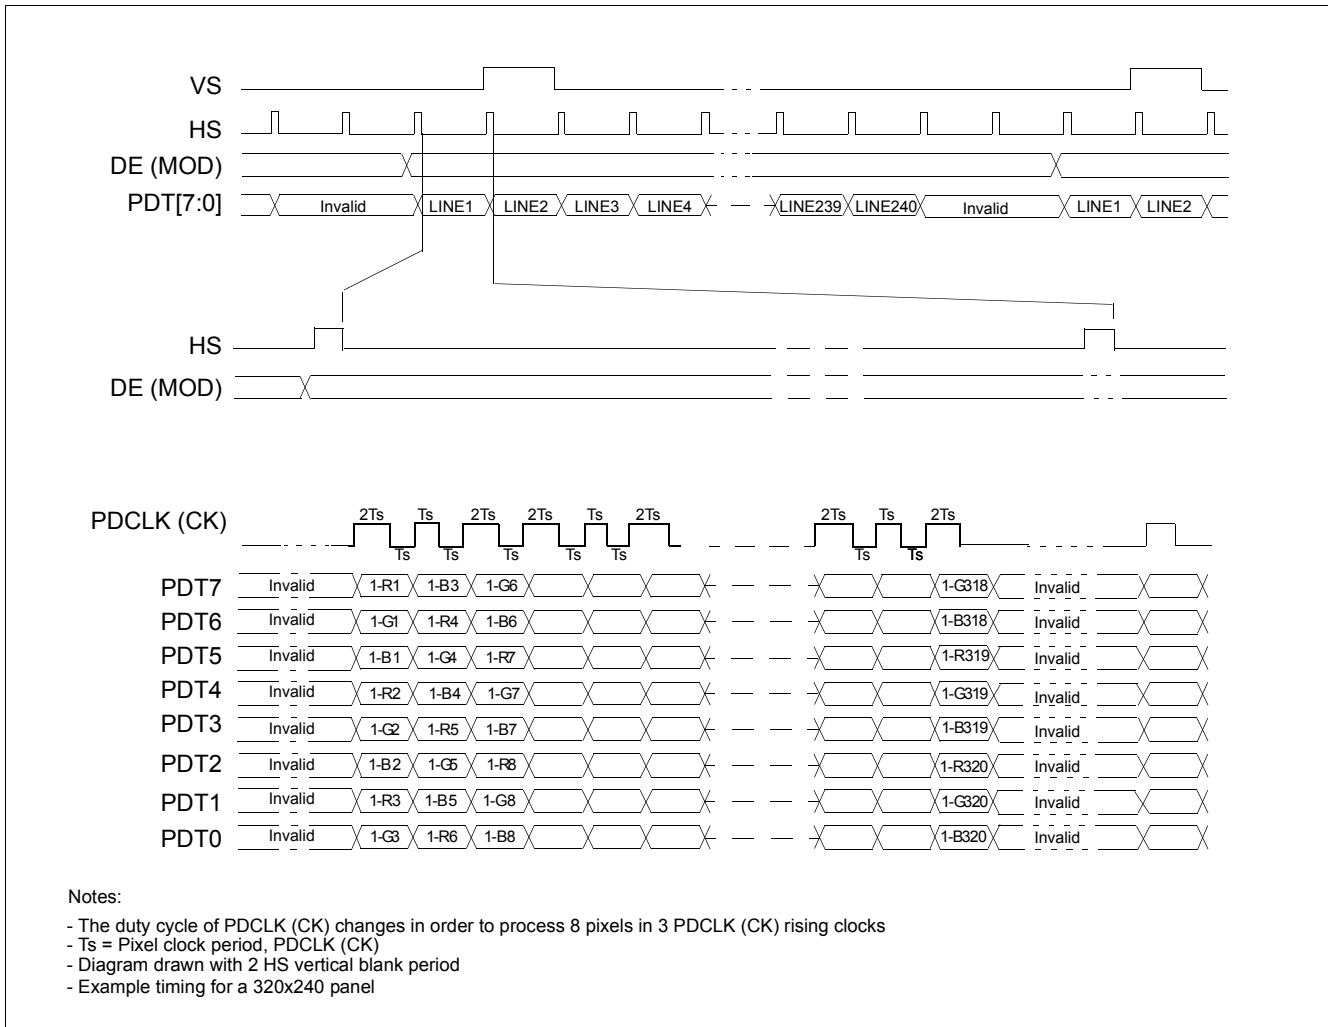 VS
HS
DE (MOD)
PDT[7:0] Invalid LINE1 LINE2 LINE3 LINE4 LINE239 LINE240 Invalid LINE1 LINE2
HS
DE (MOD)
2Ts Ts 2Ts 2Ts Ts 2Ts 2Ts Ts 2Ts
PDCLK (CK)
Ts Ts Ts Ts Ts Ts Ts
PDT7 Invalid 1-R1 1-B3 1-G6 1-G318 Invalid
PDT6 Invalid 1-G1 1-R4 1-B6 1-B318 Invalid
PDT5 Invalid 1-B1 1-G4 1-R7 1-R319 Invalid
PDT4 Invalid 1-R2 1-B4 1-G7 1-G319 Invalid
PDT3 Invalid 1-G2 1-R5 1-B7 1-B319 Invalid
PDT2 Invalid 1-B2 1-G5 1-R8 1-R320 Invalid
PDT1 Invalid 1-R3 1-B5 1-G8 1-G320 Invalid
PDT0 Invalid 1-G3 1-R6 1-B8 1-B320 Invalid
Notes:
- The duty cycle of PDCLK (CK) changes in order to process 8 pixels in 3 PDCLK (CK) rising clocks
- Ts = Pixel clock period, PDCLK (CK)
- Diagram drawn with 2 HS vertical blank period
- Example timing for a 320x240 panel